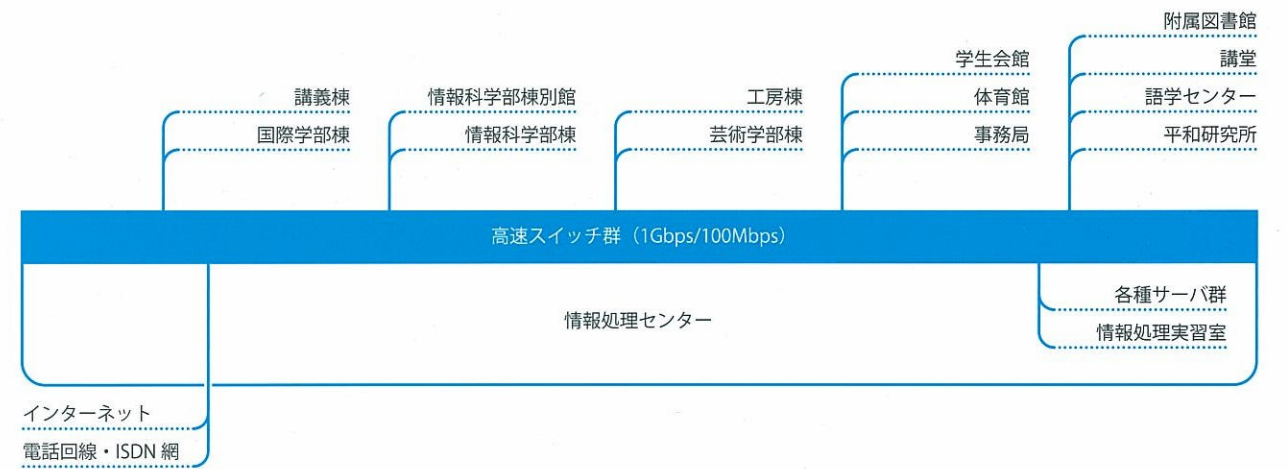 講義棟
国際学部棟
情報科学部棟別館
情報科学部棟
工房棟
芸術学部棟
学生会館
体育館
事務局
附属図書館
講堂
語学センター
平和研究所
高速スイッチ群（1Gbps/100Mbps）
情報処理センター
各種サーバ群
情報処理実習室
インターネット
電話回線・ISDN 網